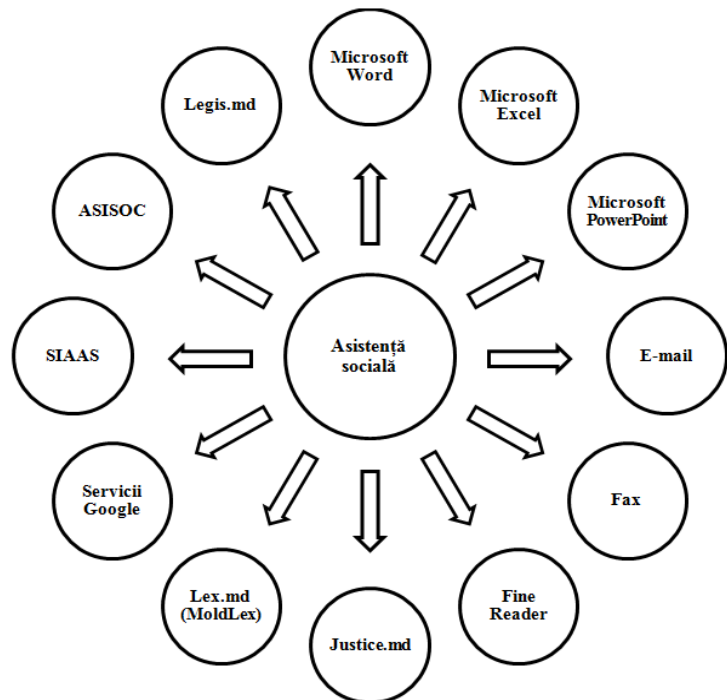 Microsoft
Word
Microsoft
Excel
Microsoft
PowerPoint
E-mail
Fax
Fine
Reader
Justice.md
Lex.md
(MoldLex)
Servicii
Google
SIAAS
ASISOC
Legis.md
Asistență
socială